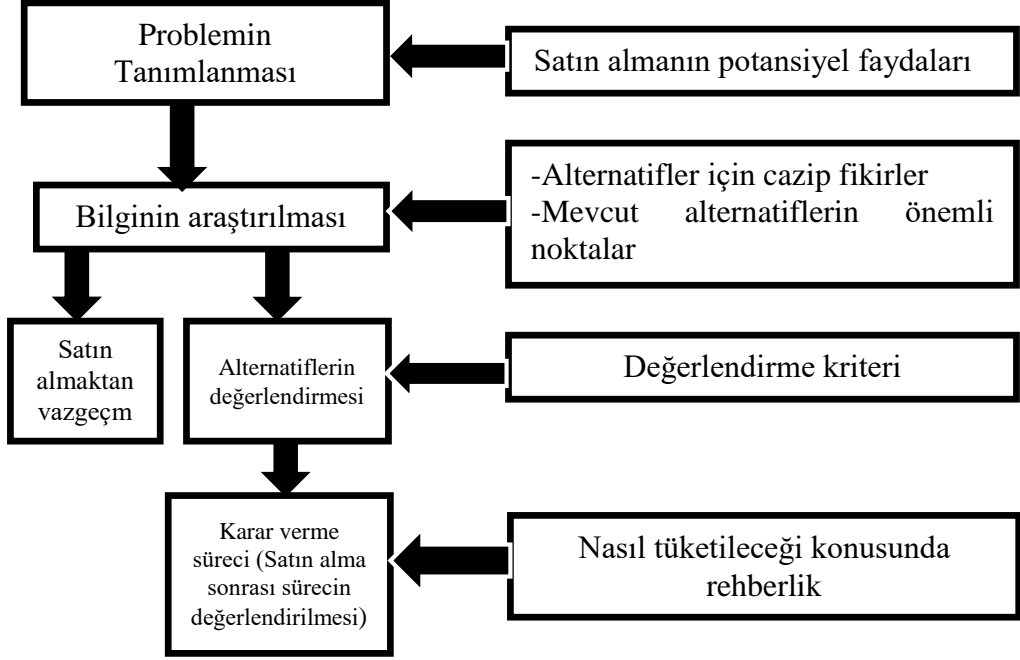 Problemin
Tanımlanması
Satın almanın potansiyel faydaları
Bilginin araştırılması
-Alternatifler için cazip fikirler
-Mevcut alternatiflerin önemli
noktalar
Satın
almaktan
vazgeçm
Alternatiflerin
değerlendirmesi
Değerlendirme kriteri
Karar verme
süreci (Satın alma
sonrası sürecin
değerlendirilmesi)
Nasıl tüketileceği konusunda
rehberlik